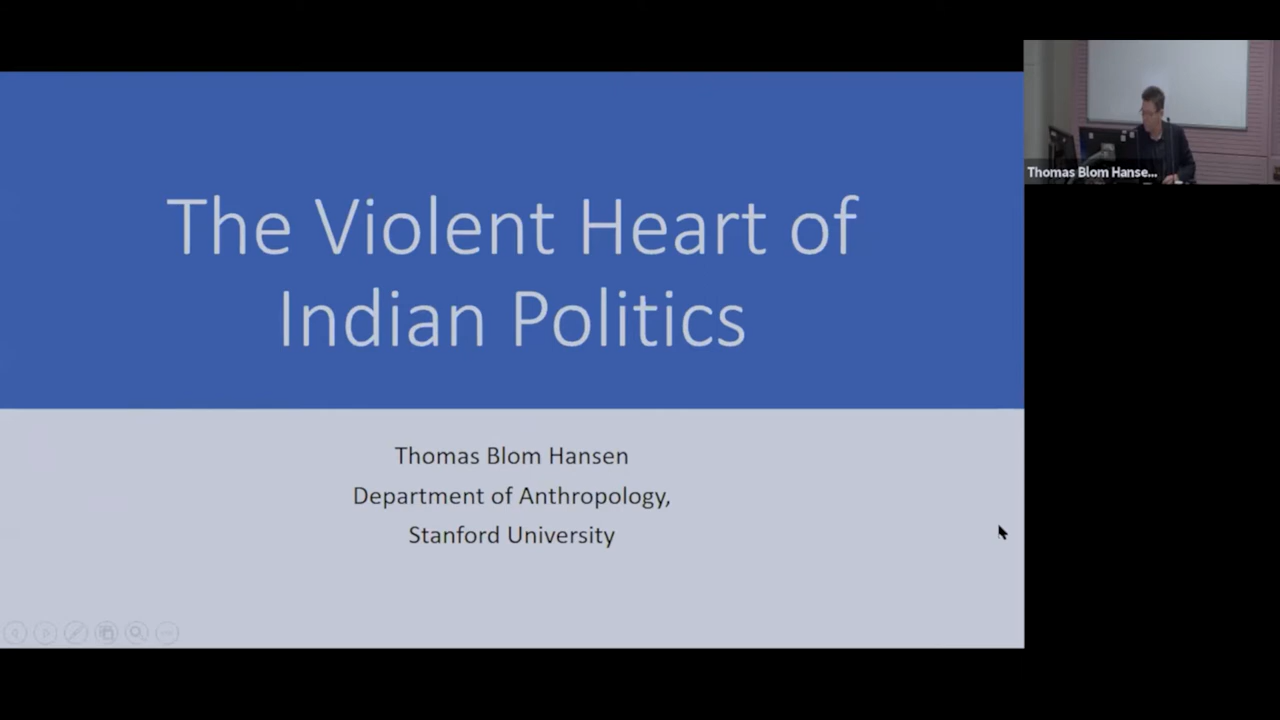 The Violent Heart of
Indian Politics
Thomas Blom Hansen
Department of Anthropology,
Stanford University
Thomas Blom Hanse...